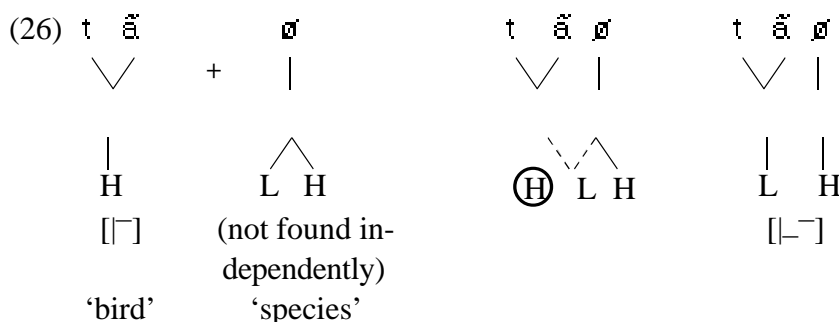 (26) t ã ø t ã ø t ã ø
+
H L H H L H L H
[|¯] (not found in- [|_¯]
dependently)
‘bird’ ‘species’